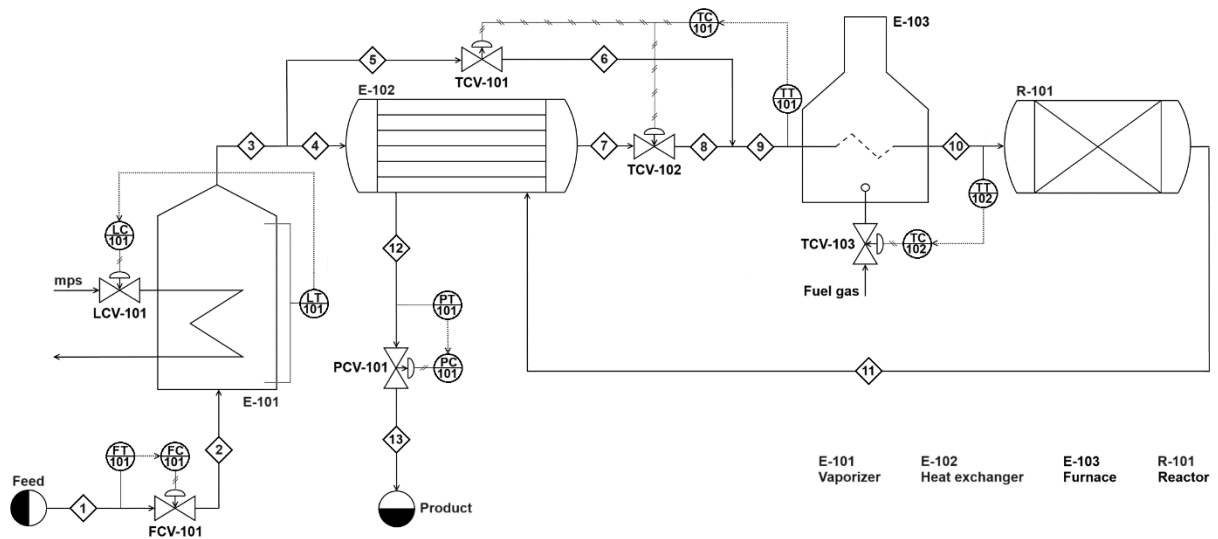 E-103
TC
101
5
TCV-101
6
E-102
TT
101
R-101
3
4
7
TCV-102
8
9
10
LC
101
TT
102
12
TCV-103
TC
102
mps
LCV-101
LT
101
Fuel gas
PT
101
PCV-101
PC
101
11
E-101
2
13
FT
101
FC
101
Feed
1
FCV-101
Product
E-101
Vaporizer
E-102
Heat exchanger
E-103
Furnace
R-101
Reactor